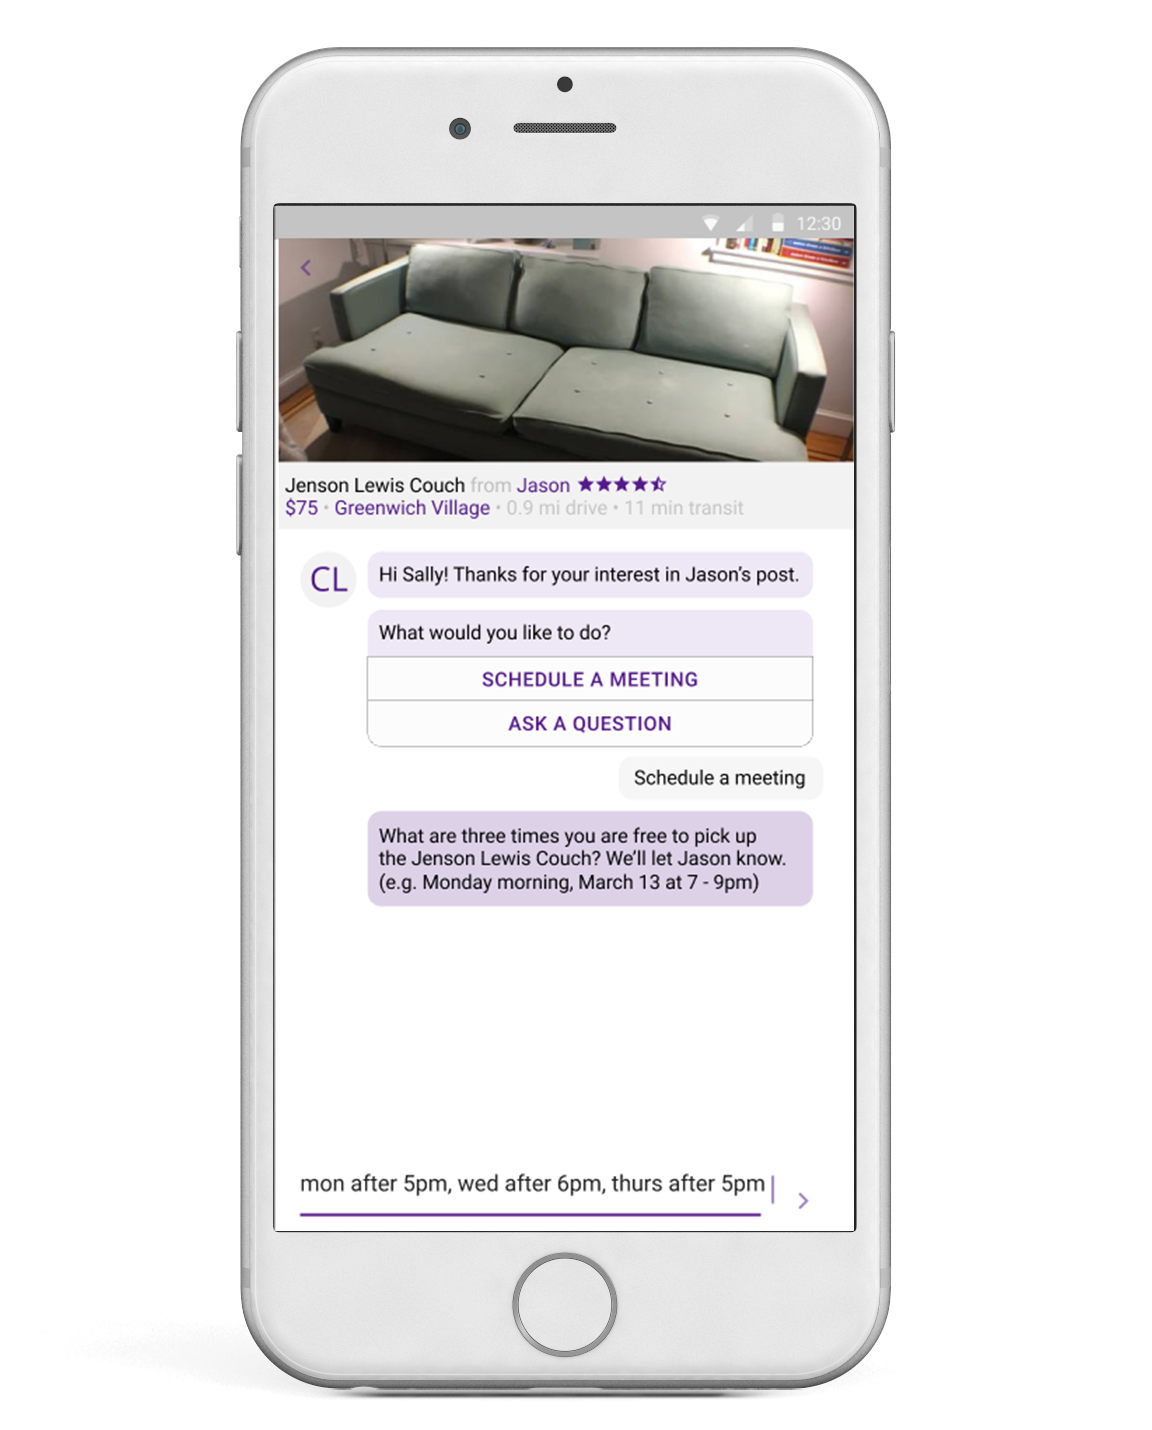 12:30
Jenson Lewis Couch from Jason
$75 • Greenwich Village • 0.9 mi drive • 11 min transit
CL
Hi Sally! Thanks for your interest in Jason’s post.
What would you like to do?
SCHEDULE A MEETING
ASK A QUESTION
Schedule a meeting
What are three times you are free to pick up
the Jenson Lewis Couch? We’ll let Jason know.
(e.g. Monday morning, March 13 at 7 - 9pm)
mon after 5pm, wed after 6pm, thurs after 5pm